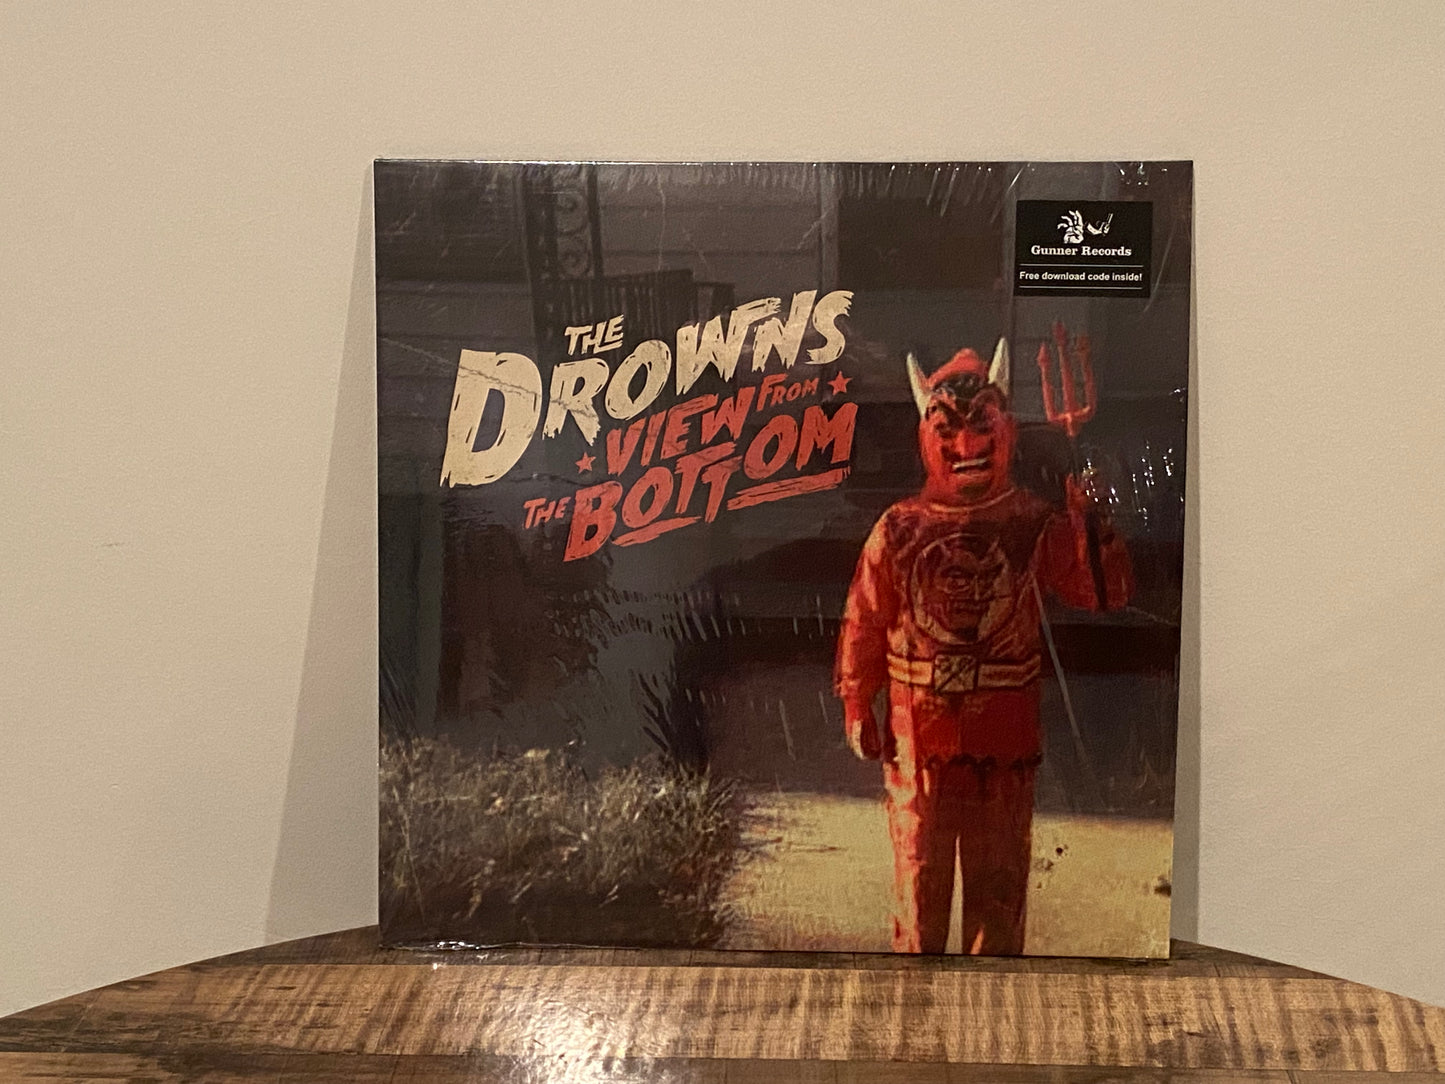 THE
DROWNS
VIEW FROM
THE BOTTOM
Gunner Records
Free download code inside!